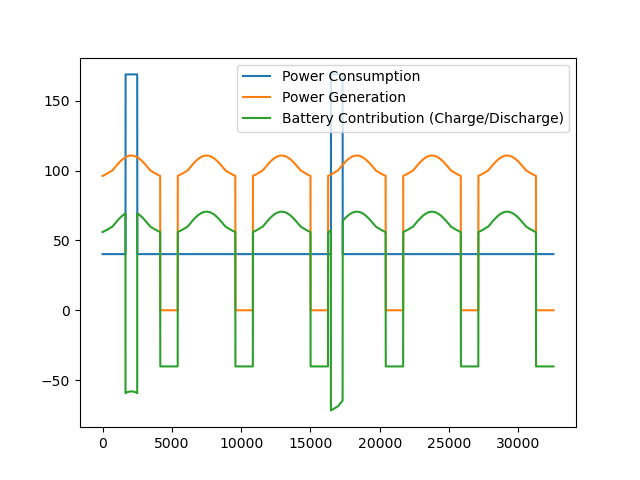 Power Consumption
Power Generation
Battery Contribution (Charge/Discharge)
150
100
50
0
−50
0 5000 10000 15000 20000 25000 30000